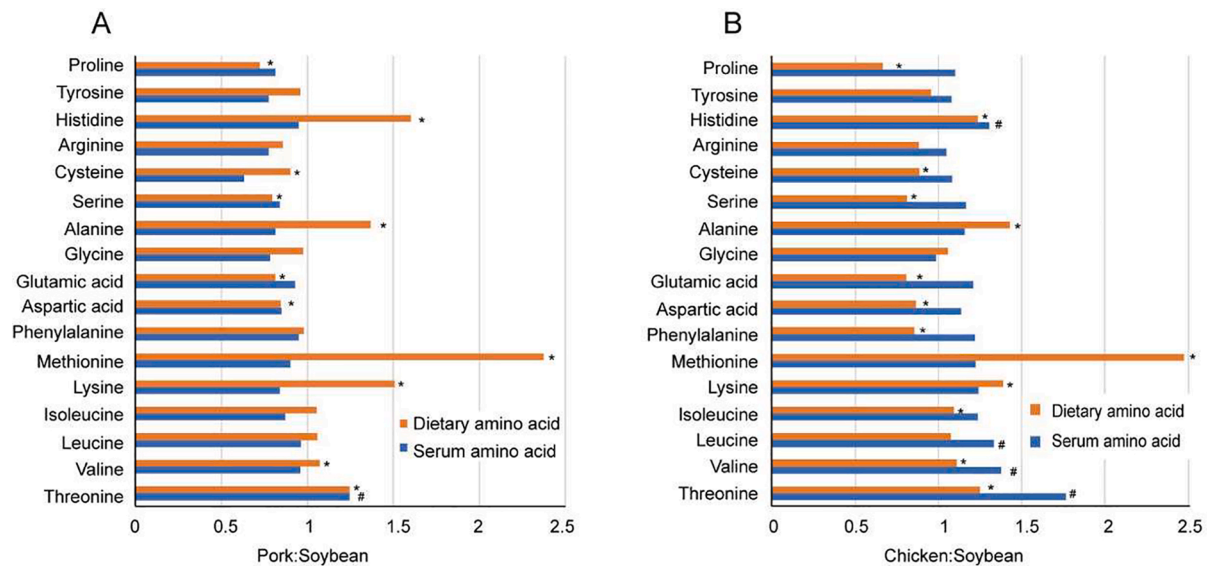 A
Proline *
Tyrosine
Histidine *
Arginine
Cysteine *
Serine *
Alanine *
Glycine
Glutamic acid *
Aspartic acid *
Phenylalanine
Methionine *
Lysine *
Isoleucine
Leucine
Valine *
Threonine *
#
Dietary amino acid
Serum amino acid
0 0.5 1 1.5 2 2.5
Pork:Soybean
B
Proline *
Tyrosine
Histidine *
#
Arginine
Cysteine *
Serine *
Alanine *
Glycine
Glutamic acid *
Aspartic acid *
Phenylalanine *
Methionine *
Lysine *
Isoleucine *
Leucine #
Valine *
#
Threonine *
#
Dietary amino acid
Serum amino acid
0 0.5 1 1.5 2 2.5
Chicken:Soybean